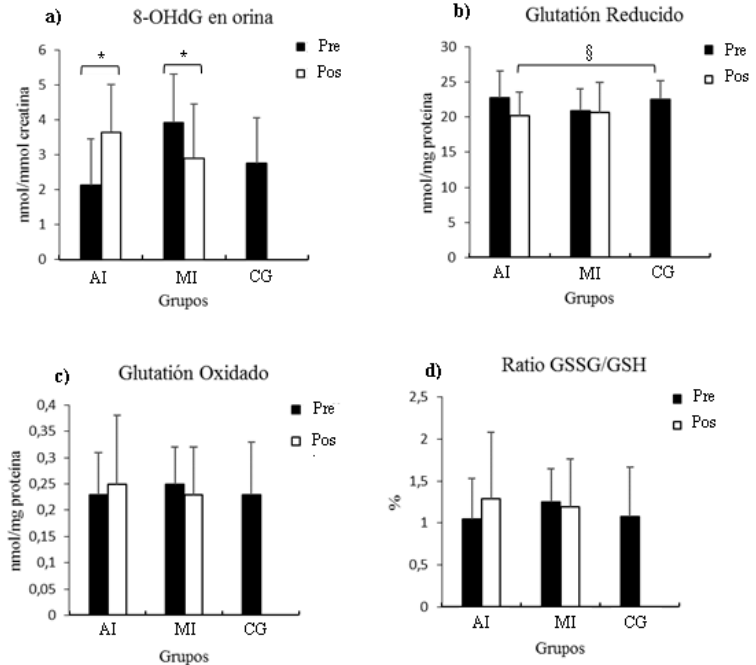 a)
8-OHdG en orina
Pre
Pos
6
5
4
3
2
1
0
*
*
nmol/mmol creatina
AI
MI
CG
Grupos
b)
Glutatión Reducido
Pre
Pos
30
25
20
15
10
5
0
§
nmol/mg proteina
AI
MI
CG
Grupos
c)
Glutatión Oxidado
Pre
Pos
0,4
0,35
0,3
0,25
0,2
0,15
0,1
0,05
0
nmol/mg proteina
AI
MI
CG
Grupos
d)
Ratio GSSG/GSH
Pre
Pos
2,5
2
1,5
1
0,5
0
%
AI
MI
CG
Grupos